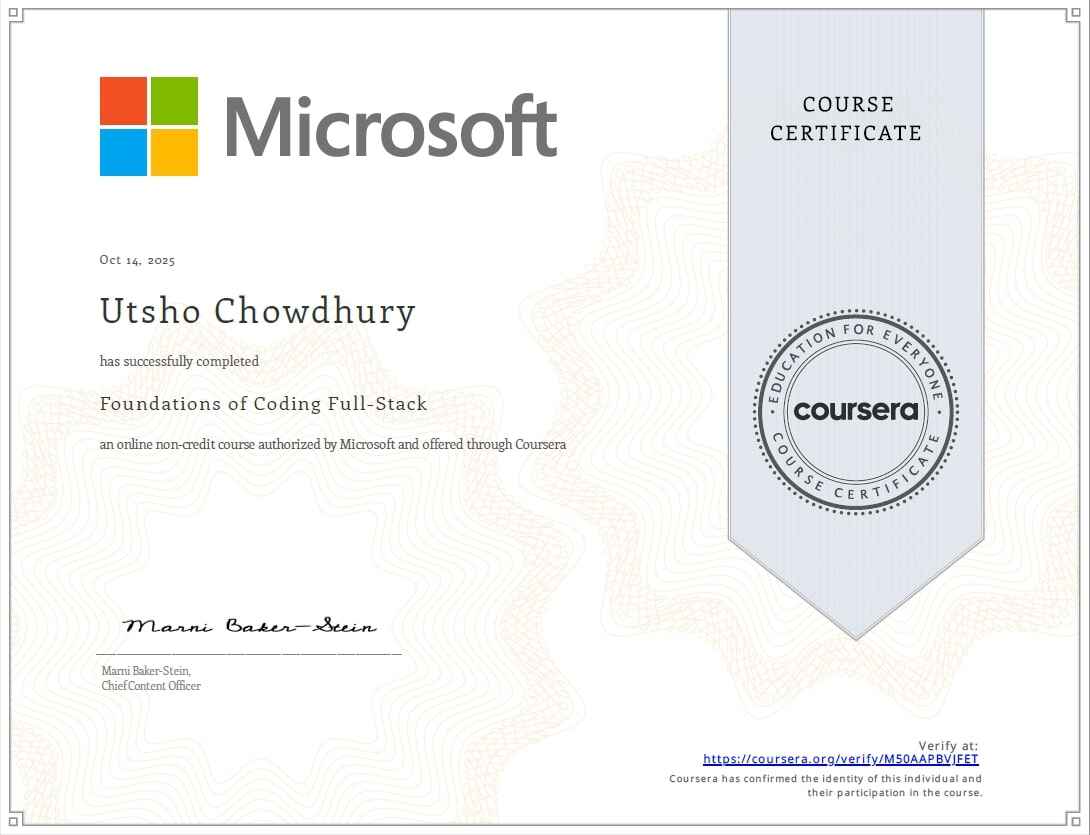 Microsoft
COURSE
CERTIFICATE
Oct 14, 2025
Utsho Chowdhury
has successfully completed
Foundations of Coding Full-Stack
an online non-credit course authorized by Microsoft and offered through Coursera
EDUCATION FOR EVERYONE
coursera
COURSE CERTIFICATE
Marni Baker-Stein
Marni Baker-Stein,
Chief Content Officer
Verify at:
https://coursera.org/verify/M50AAPBVJFET
Coursera has confirmed the identity of this individual and
their participation in the course.